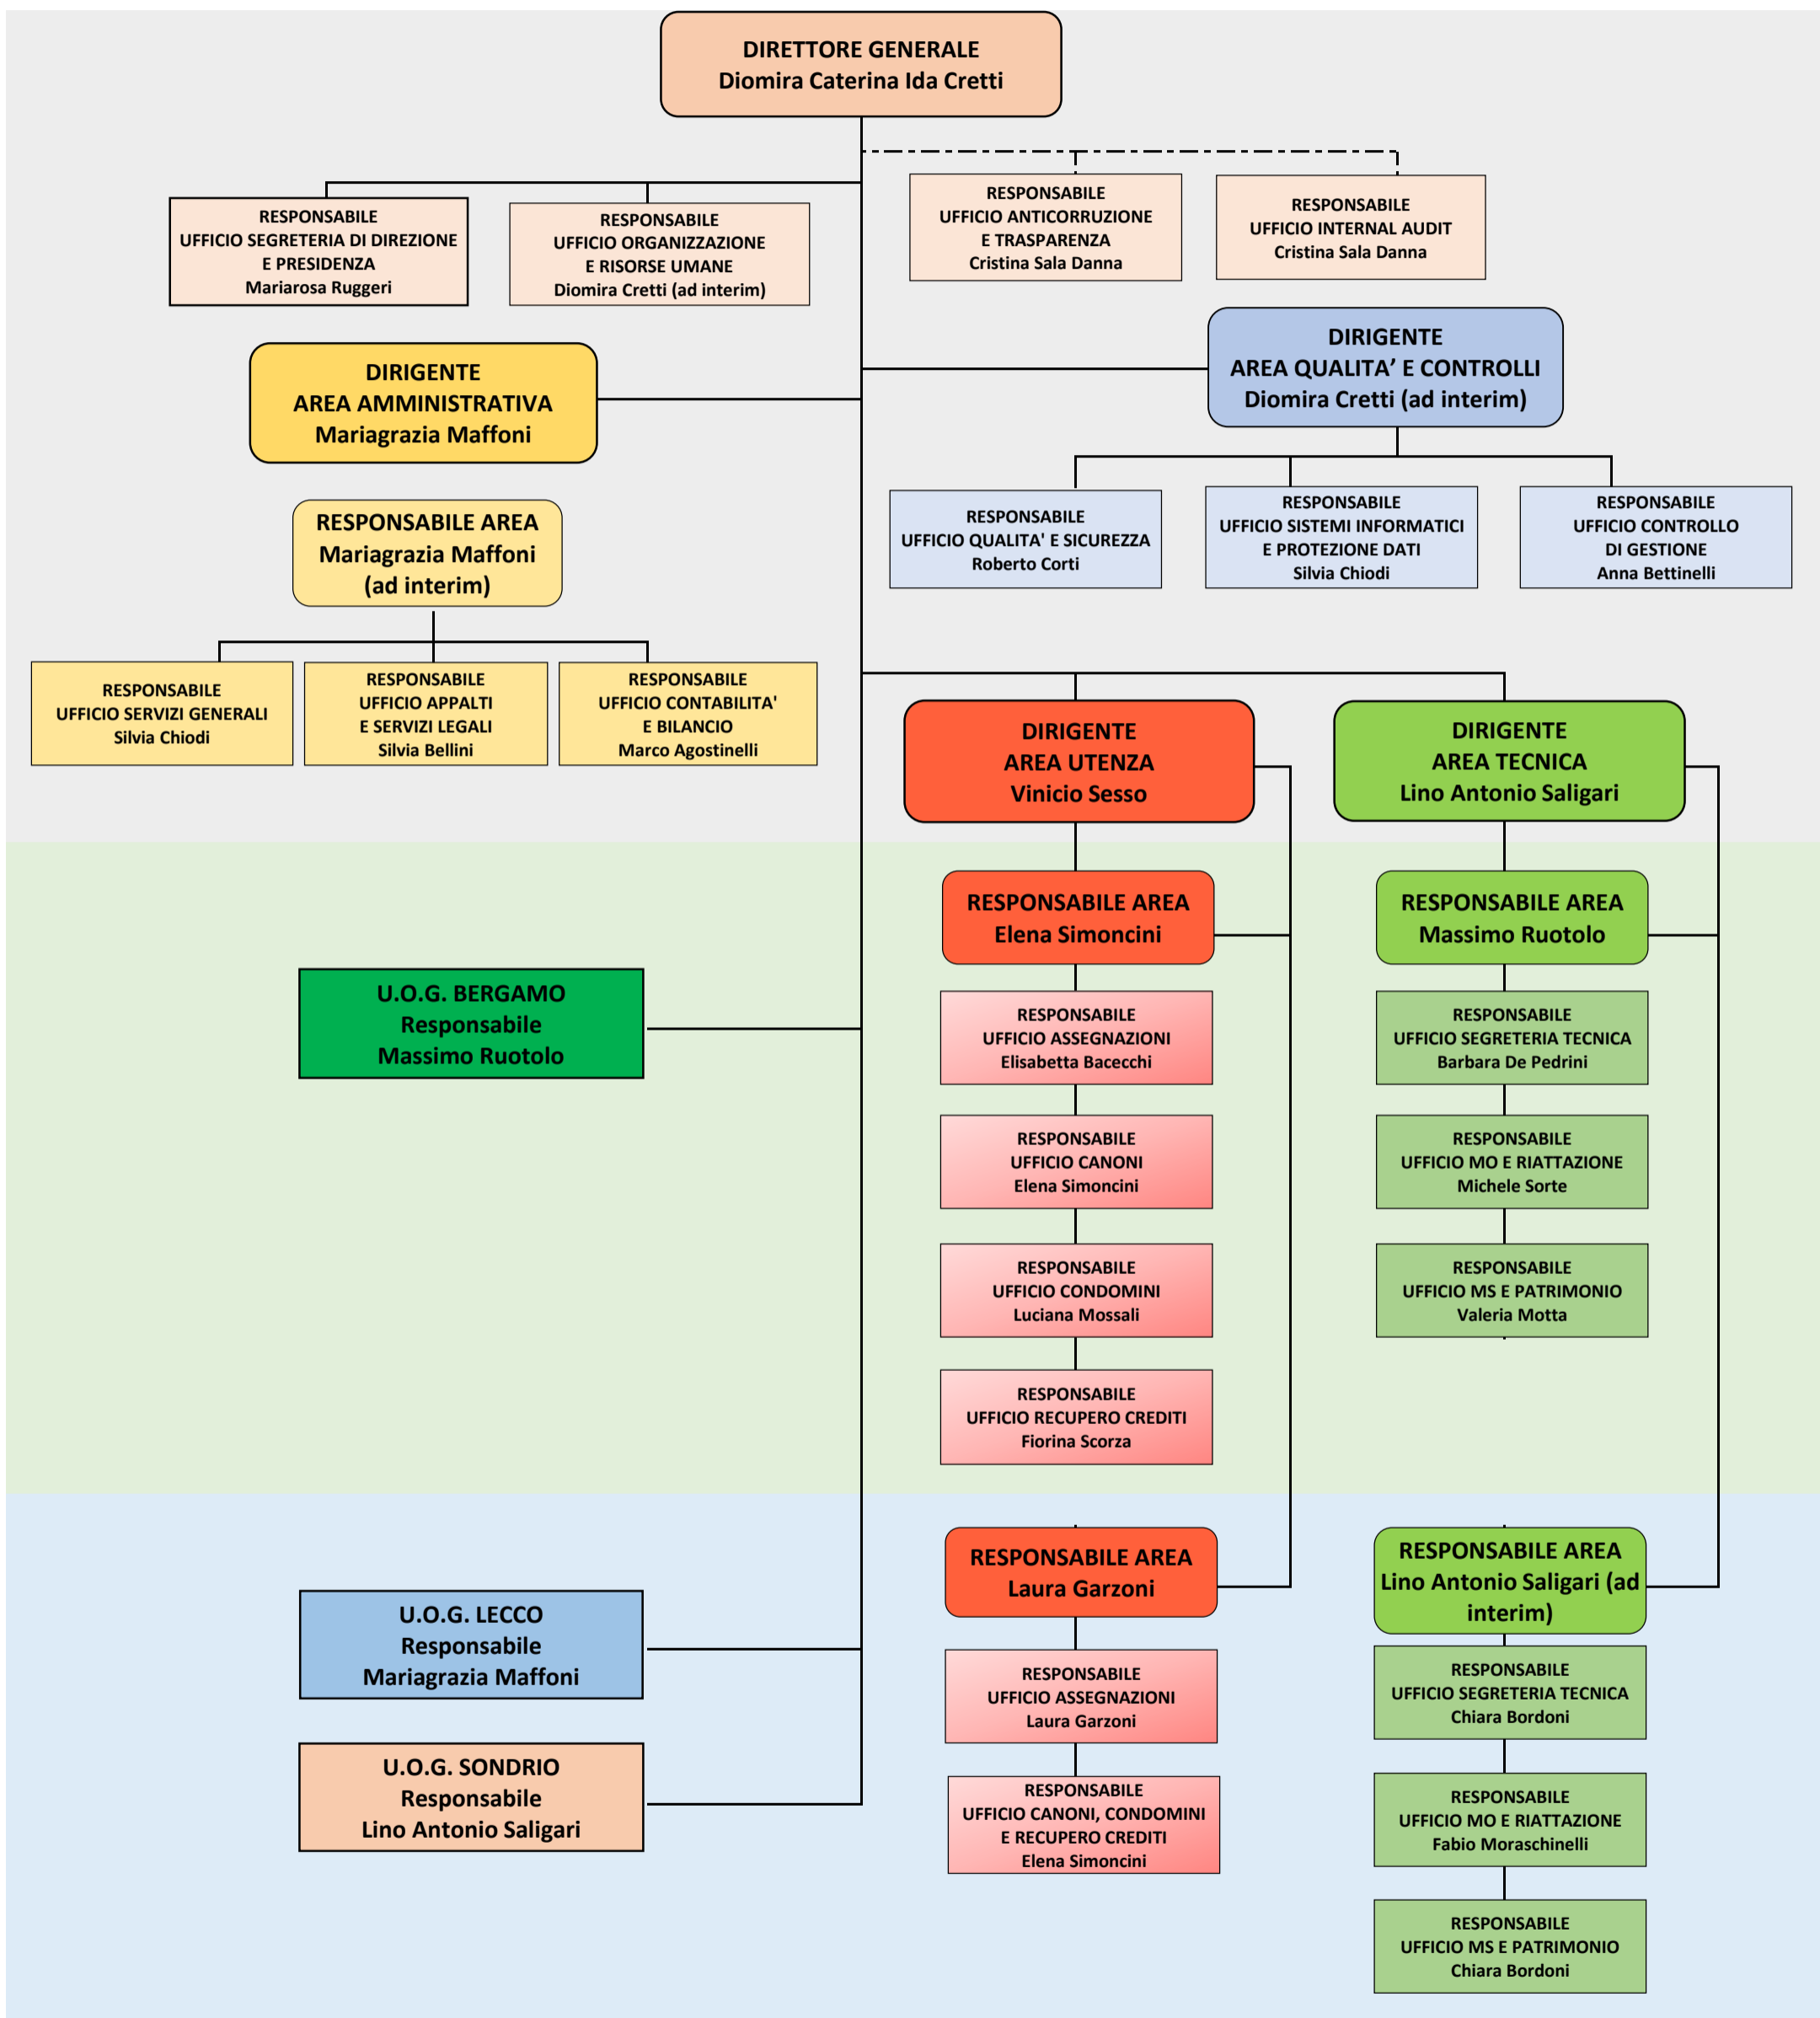 DIRETTORE GENERALE
Diomira Caterina Ida Cretti
RESPONSABILE
UFFICIO SEGRETERIA DI DIREZIONE
E PRESIDENZA
Mariarosa Ruggeri
RESPONSABILE
UFFICIO ORGANIZZAZIONE
E RISORSE UMANE
Diomira Cretti (ad interim)
RESPONSABILE
UFFICIO ANTICORRUZIONE
E TRASPARENZA
Cristina Sala Danna
RESPONSABILE
UFFICIO INTERNAL AUDIT
Cristina Sala Danna
DIRIGENTE
AREA AMMINISTRATIVA
Mariagrazia Maffoni
DIRIGENTE
AREA QUALITA’ E CONTROLLI
Diomira Cretti (ad interim)
RESPONSABILE AREA
Mariagrazia Maffoni
(ad interim)
RESPONSABILE
UFFICIO QUALITA' E SICUREZZA
Roberto Corti
RESPONSABILE
UFFICIO SISTEMI INFORMATICI
E PROTEZIONE DATI
Silvia Chiodi
RESPONSABILE
UFFICIO CONTROLLO
DI GESTIONE
Anna Bettinelli
RESPONSABILE
UFFICIO SERVIZI GENERALI
Silvia Chiodi
RESPONSABILE
UFFICIO APPALTI
E SERVIZI LEGALI
Silvia Bellini
RESPONSABILE
UFFICIO CONTABILITA'
E BILANCIO
Marco Agostinelli
DIRIGENTE
AREA UTENZA
Vinicio Sesso
DIRIGENTE
AREA TECNICA
Lino Antonio Saligari
U.O.G. BERGAMO
Responsabile
Massimo Ruotolo
RESPONSABILE AREA
Elena Simoncini
RESPONSABILE
UFFICIO ASSEGNAZIONI
Elisabetta Bacecchi
RESPONSABILE
UFFICIO CANONI
Elena Simoncini
RESPONSABILE
UFFICIO CONDOMINI
Luciana Mossali
RESPONSABILE
UFFICIO RECUPERO CREDITI
Fiorina Scorza
RESPONSABILE AREA
Massimo Ruotolo
RESPONSABILE
UFFICIO SEGRETERIA TECNICA
Barbara De Pedrini
RESPONSABILE
UFFICIO MO E RIATTAZIONE
Michele Sorte
RESPONSABILE
UFFICIO MS E PATRIMONIO
Valeria Motta
U.O.G. LECCO
Responsabile
Mariagrazia Maffoni
U.O.G. SONDRIO
Responsabile
Lino Antonio Saligari
RESPONSABILE AREA
Laura Garzoni
RESPONSABILE
UFFICIO ASSEGNAZIONI
Laura Garzoni
RESPONSABILE
UFFICIO CANONI, CONDOMINI
E RECUPERO CREDITI
Elena Simoncini
RESPONSABILE AREA
Lino Antonio Saligari (ad
interim)
RESPONSABILE
UFFICIO SEGRETERIA TECNICA
Chiara Bordoni
RESPONSABILE
UFFICIO MO E RIATTAZIONE
Fabio Moraschinelli
RESPONSABILE
UFFICIO MS E PATRIMONIO
Chiara Bordoni